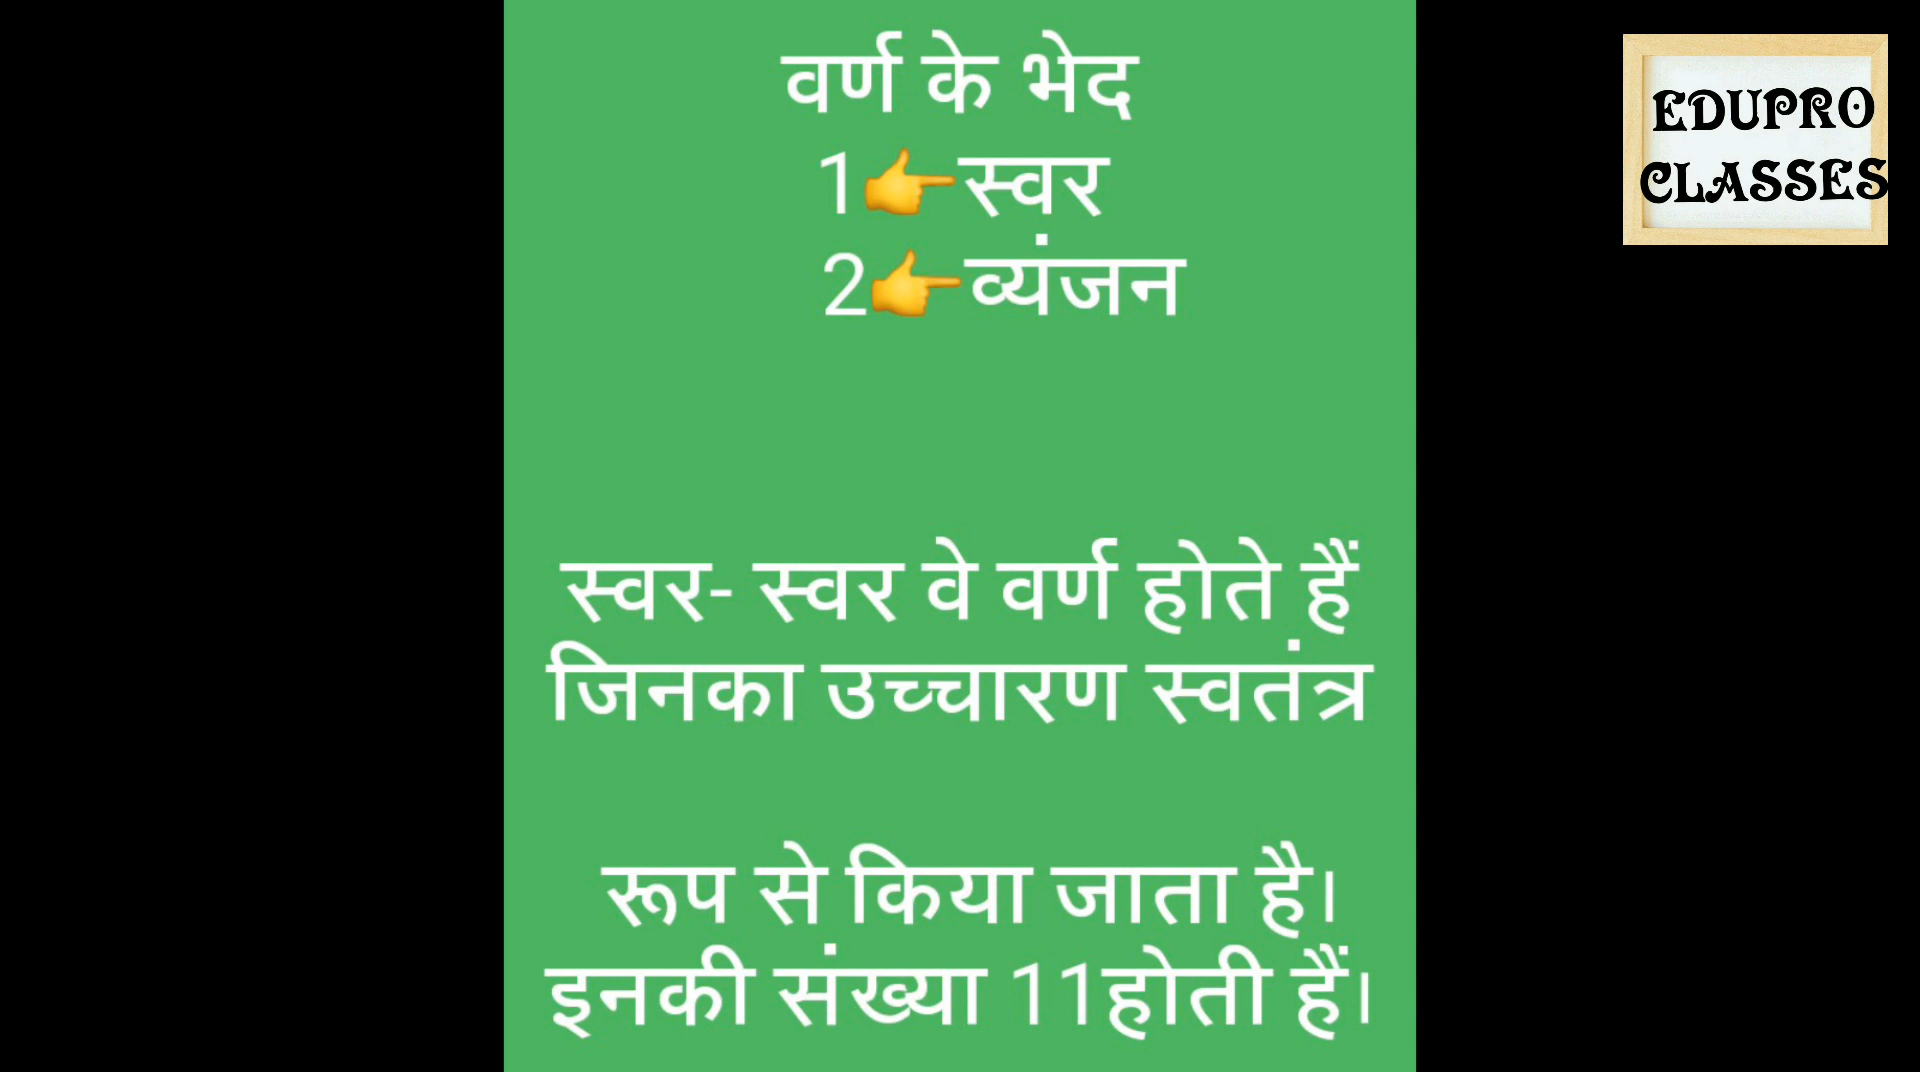 वर्ण के भेद
1👉स्वर
2👉व्यंजन
स्वर- स्वर वे वर्ण होते हैं
जिनका उच्चारण स्वतंत्र
रूप से किया जाता है।
इनकी संख्या 11होती हैं।
EDUPRO
CLASSES